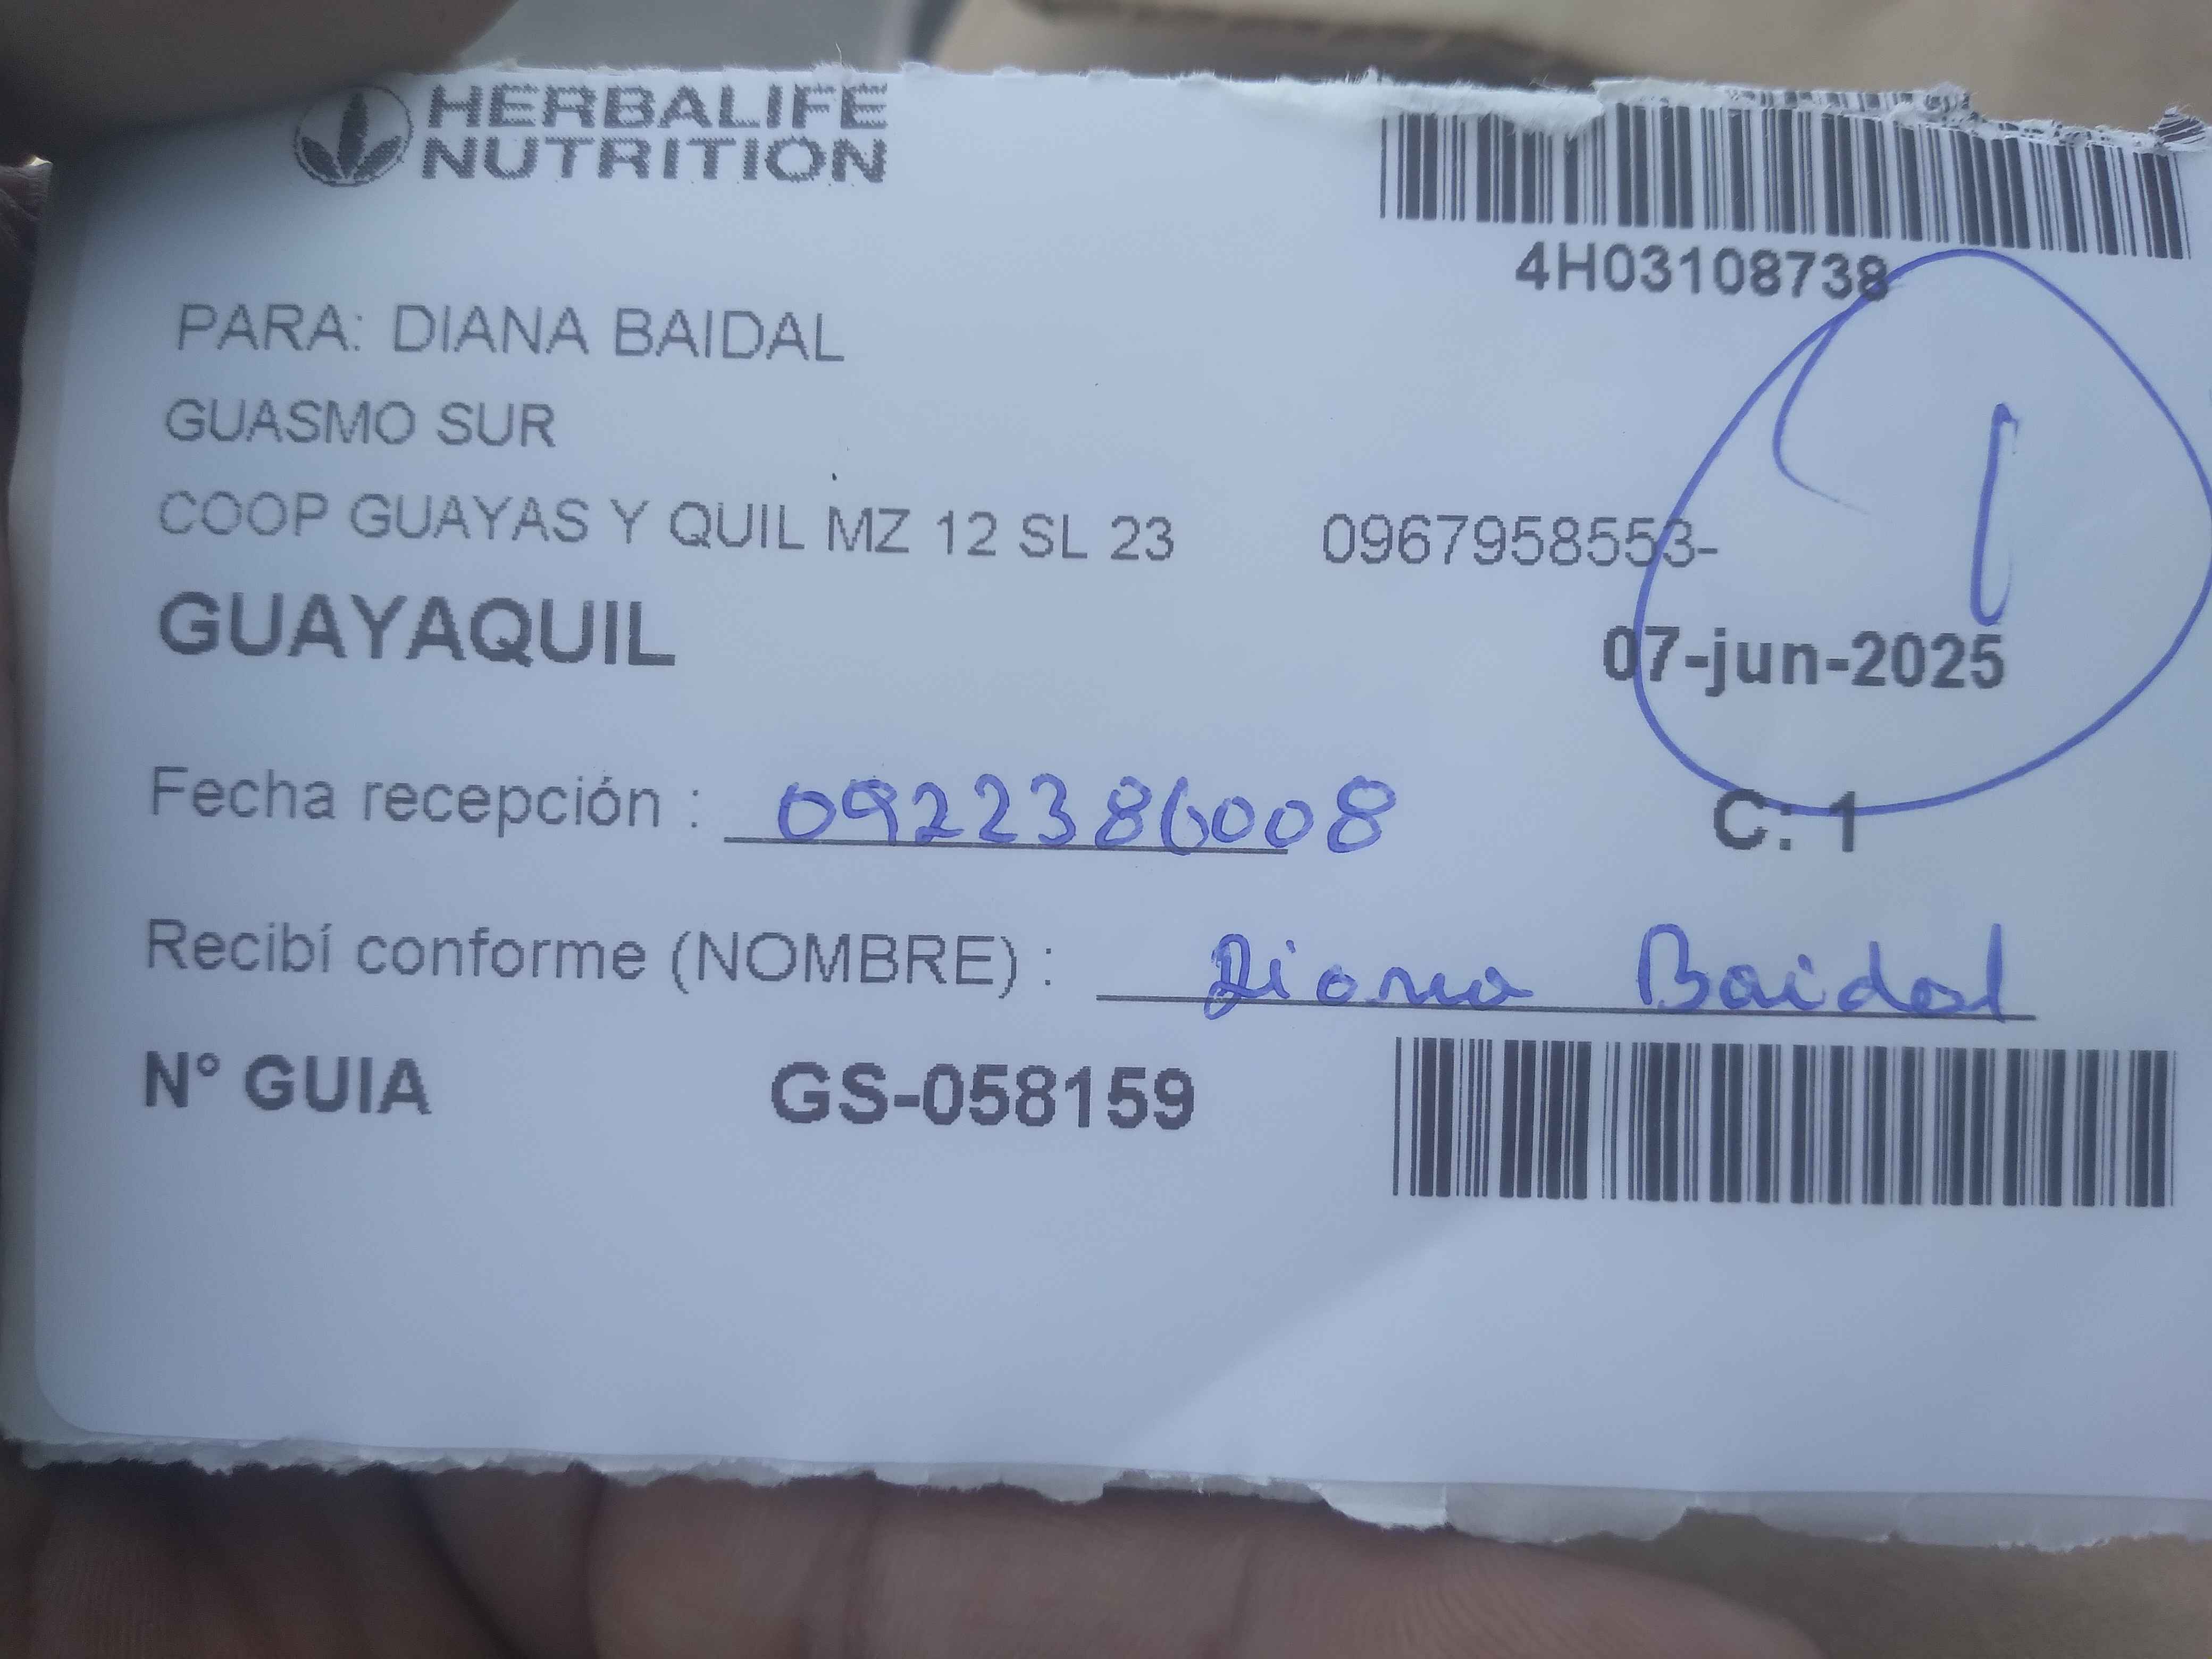 HERBALIFE
NUTRITION
4H03108738
PARA: DIANA BAIDAL
GUASMO SUR
COOP GUAYAS Y QUIL MZ 12 SL 23 0967958553-
1
GUAYAQUIL 07-jun-2025
Fecha recepción : 0922386008 C: 1
Recibí conforme (NOMBRE) : Diana Baidal
N° GUIA GS-058159